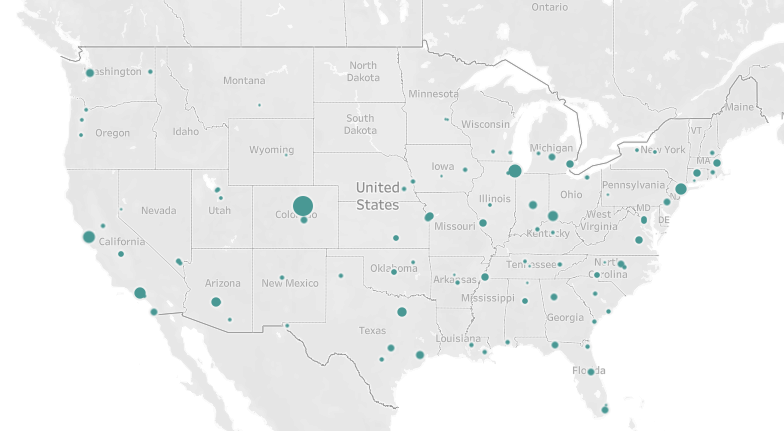 Ontario
Washington
Montana
North
Dakota
Minnesota
Maine
South
Dakota
Wisconsin
Oregon
Idaho
Michigan
VT
New York
Wyoming
MA
Iowa
United
States
Nevada
Utah
Illinois
Ohio
Pennsylvania
NJ
MD
DE
Colorado
California
Missouri
West
Virginia
Kentucky
Arizona
New Mexico
Oklahoma
Arkansas
Tennessee
North
Carolina
Mississippi
Georgia
Texas
Louisiana
Florida